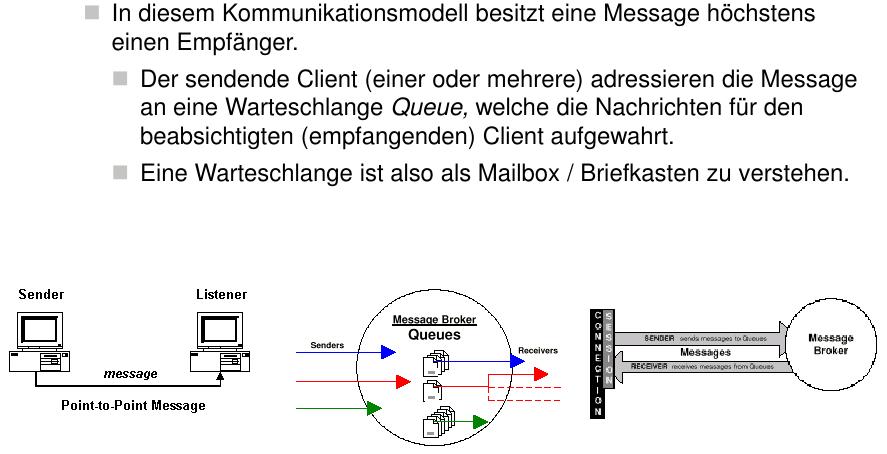 In diesem Kommunikationsmodell besitzt eine Message höchstens
einen Empfänger.
Der sendende Client (einer oder mehrere) adressieren die Message
an eine Warteschlange Queue, welche die Nachrichten für den
beabsichtigten (empfangenden) Client aufgewahrt.
Eine Warteschlange ist also als Mailbox / Briefkasten zu verstehen.
Sender
Listener
message
Point-to-Point Message
Message Broker
Queues
Senders
Receivers
CONNECTION
SESSION
SENDER sends messages to Queues
Messages
RECEIVER receives messages from Queues
Message
Broker